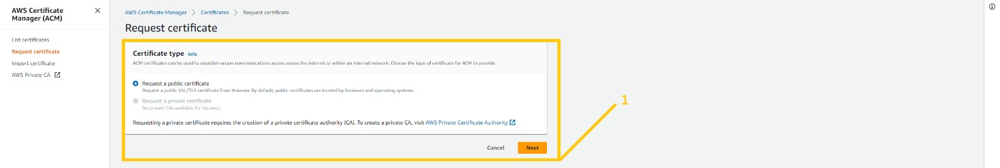 AWS Certificate
Manager (ACM)
List certificates
Request certificate
Import certificate
AWS Private CA
AWS Certificate Manager > Certificates > Request certificate
Request certificate
Certificate type Info
ACM certificates can be used to establish secure communications access across the internet or within an internal network. Choose the type of certificate for ACM to provide.
Request a public certificate
Request a public SSL/TLS certificate from Amazon. By default, public certificates are trusted by browsers and operating systems.
Request a private certificate
No private CAs available for issuance.
Requesting a private certificate requires the creation of a private certificate authority (CA). To create a private CA, visit AWS Private Certificate Authority
Cancel Next
1